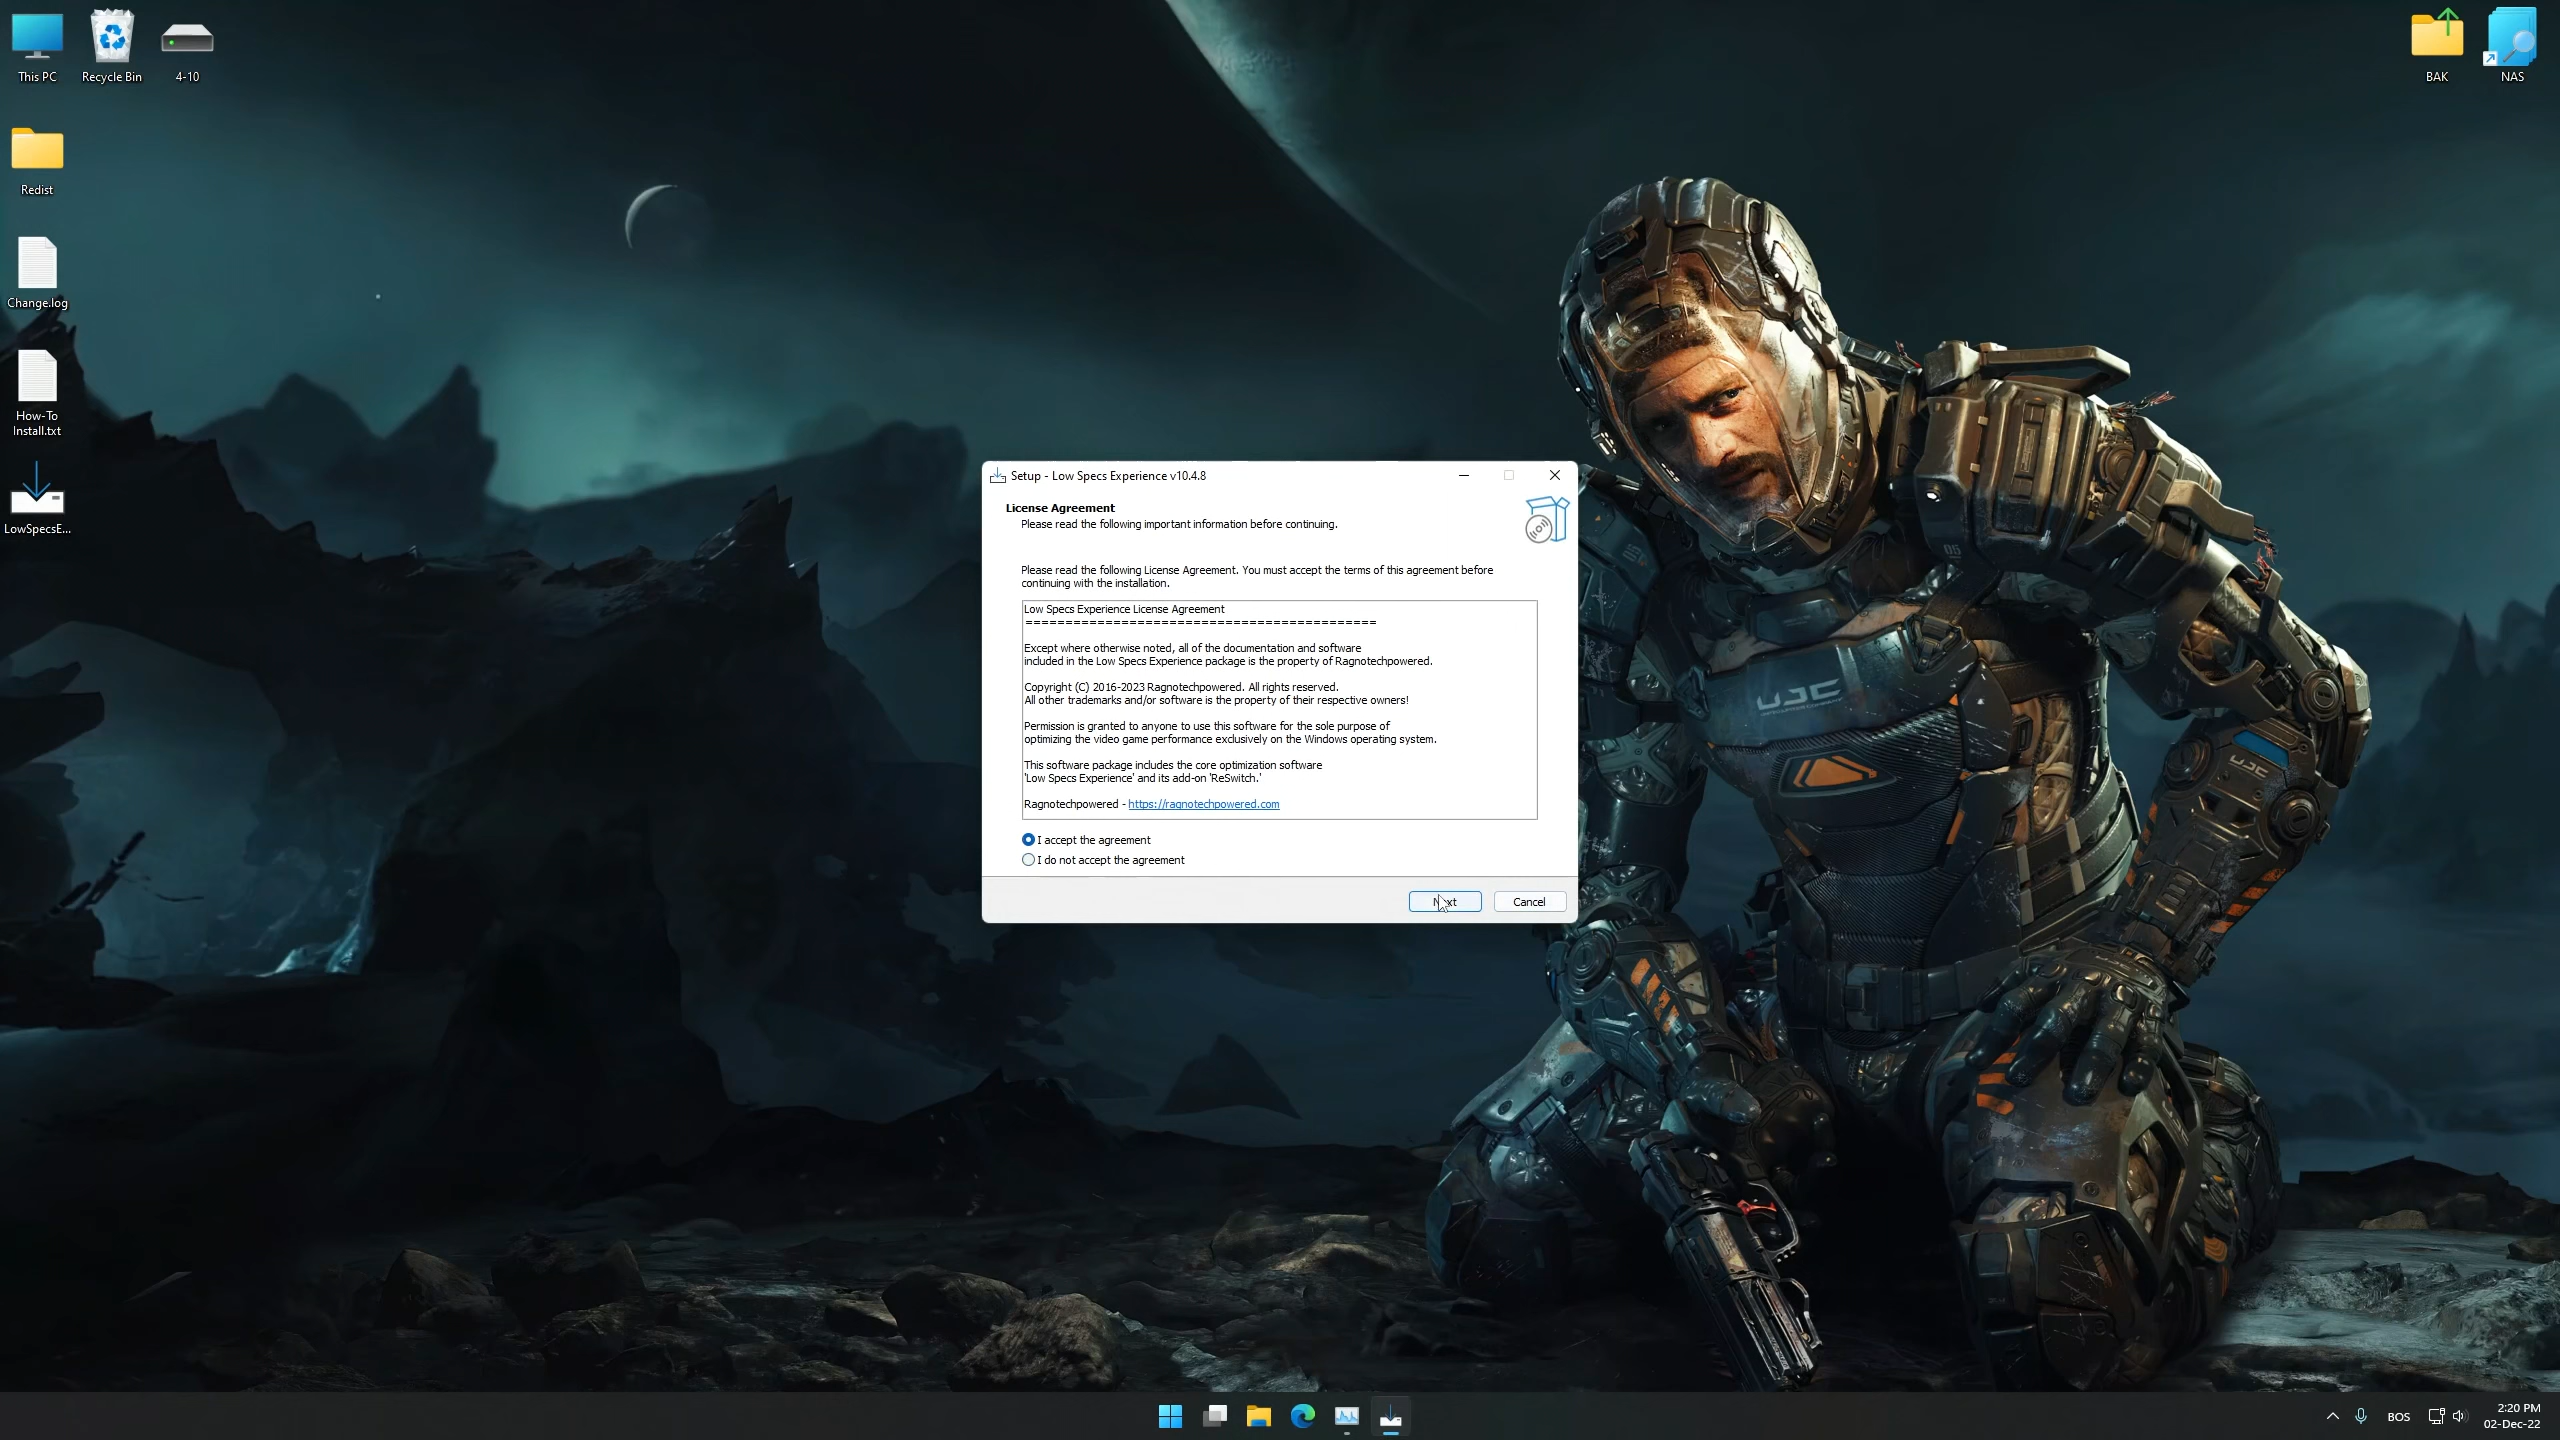 This PC
Recycle Bin
4-10
BAK
NAS
Redist
Change.log
How-To
Install.txt
LowSpecsE...
Setup - Low Specs Experience v10.4.8
License Agreement
Please read the following important information before continuing.
Please read the following License Agreement. You must accept the terms of this agreement before
continuing with the installation.
Low Specs Experience License Agreement
============================================
Except where otherwise noted, all of the documentation and software
included in the Low Specs Experience package is the property of Ragnotechpowered.
Copyright (C) 2016-2023 Ragnotechpowered. All rights reserved.
All other trademarks and/or software is the property of their respective owners!
Permission is granted to anyone to use this software for the sole purpose of
optimizing the video game performance exclusively on the Windows operating system.
This software package includes the core optimization software
'Low Specs Experience' and its add-on 'ReSwitch.'
Ragnotechpowered - https://ragnotechpowered.com
I accept the agreement
I do not accept the agreement
Next
Cancel
UJC
05
UJC
BOS
2:20 PM
02-Dec-22